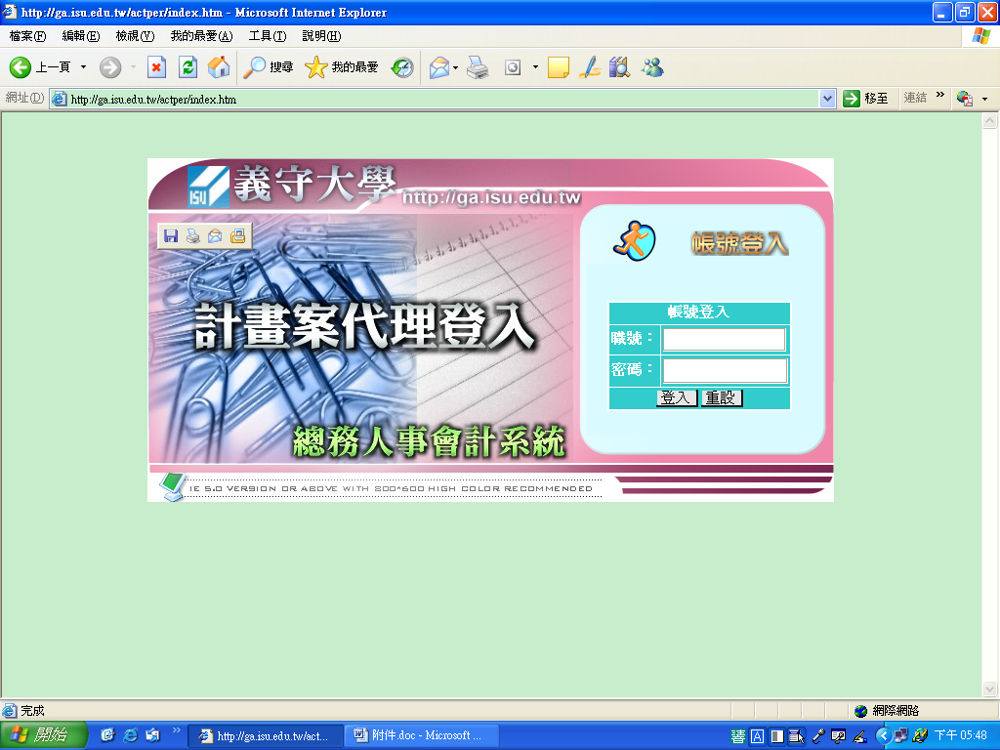 http://ga.isu.edu.tw/actper/index.htm - Microsoft Internet Explorer
檔案(F) 編輯(E) 檢視(V) 我的最愛(A) 工具(T) 說明(H)
上一頁 搜尋 我的最愛
網址(D) http://ga.isu.edu.tw/actper/index.htm 移至 連結 »
ISU 義守大學
http://ga.isu.edu.tw
帳號登入
計畫案代理登入
帳號登入
職號：
密碼：
登入 重設
總務人事會計系統
IE 5.0 VERSION OR ABOVE WITH 800*600 HIGH COLOR RECOMMENDED
完成 網際網路
開始 » http://ga.isu.edu.tw/act... 附件.doc - Microsoft ... A 下午 05:48